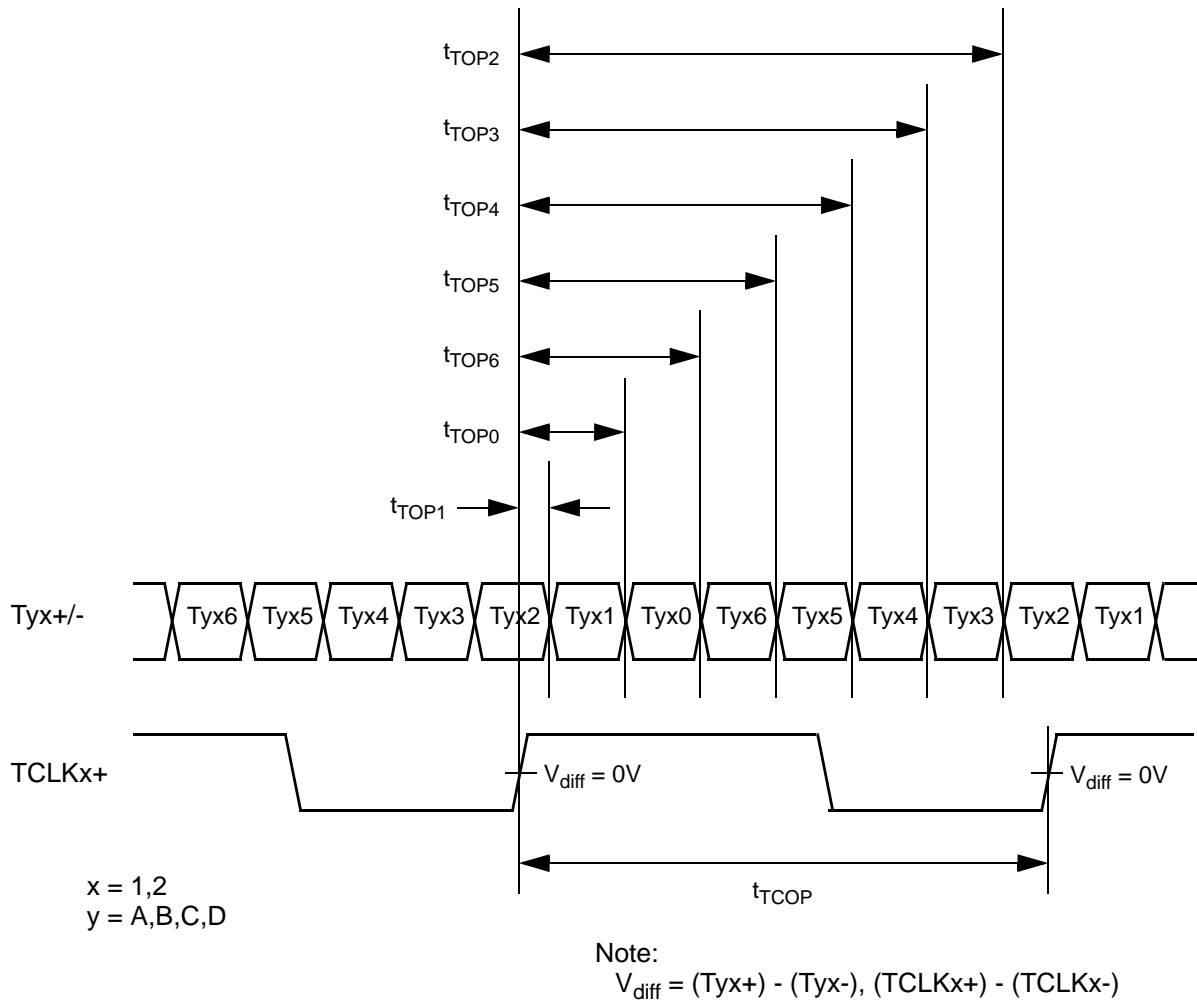 tTOP2
tTOP3
tTOP4
tTOP5
tTOP6
tTOP0
tTOP1
Tyx+/- Tyx6 Tyx5 Tyx4 Tyx3 Tyx2 Tyx1 Tyx0 Tyx6 Tyx5 Tyx4 Tyx3 Tyx2 Tyx1
TCLKx+ Vdiff = 0V Vdiff = 0V
tTCOP
x = 1,2
y = A,B,C,D
Note:
Vdiff = (Tyx+) - (Tyx-), (TCLKx+) - (TCLKx-)